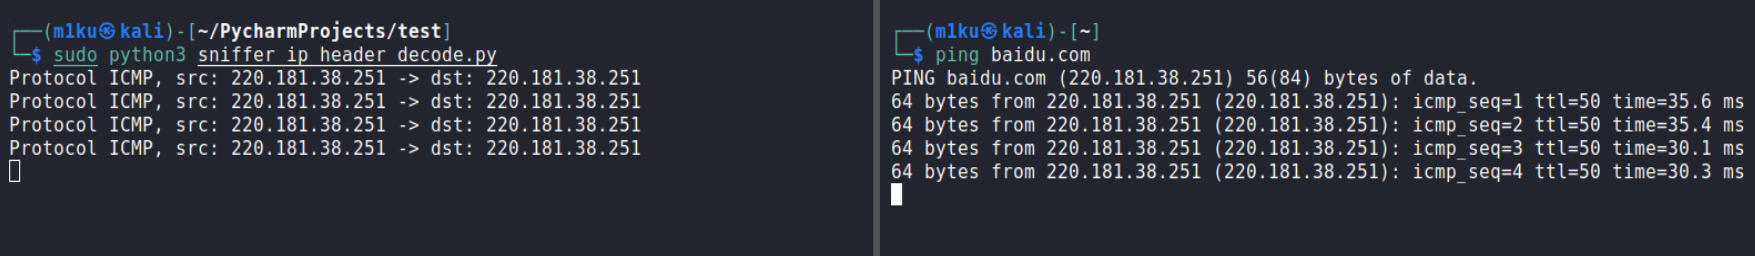 ┌──(m1ku㉿kali)-[~/PycharmProjects/test]
└─$ sudo python3 sniffer_ip_header_decode.py
Protocol ICMP, src: 220.181.38.251 -> dst: 220.181.38.251
Protocol ICMP, src: 220.181.38.251 -> dst: 220.181.38.251
Protocol ICMP, src: 220.181.38.251 -> dst: 220.181.38.251
Protocol ICMP, src: 220.181.38.251 -> dst: 220.181.38.251
┌──(m1ku㉿kali)-[~]
└─$ ping baidu.com
PING baidu.com (220.181.38.251) 56(84) bytes of data.
64 bytes from 220.181.38.251 (220.181.38.251): icmp_seq=1 ttl=50 time=35.6 ms
64 bytes from 220.181.38.251 (220.181.38.251): icmp_seq=2 ttl=50 time=35.4 ms
64 bytes from 220.181.38.251 (220.181.38.251): icmp_seq=3 ttl=50 time=30.1 ms
64 bytes from 220.181.38.251 (220.181.38.251): icmp_seq=4 ttl=50 time=30.3 ms